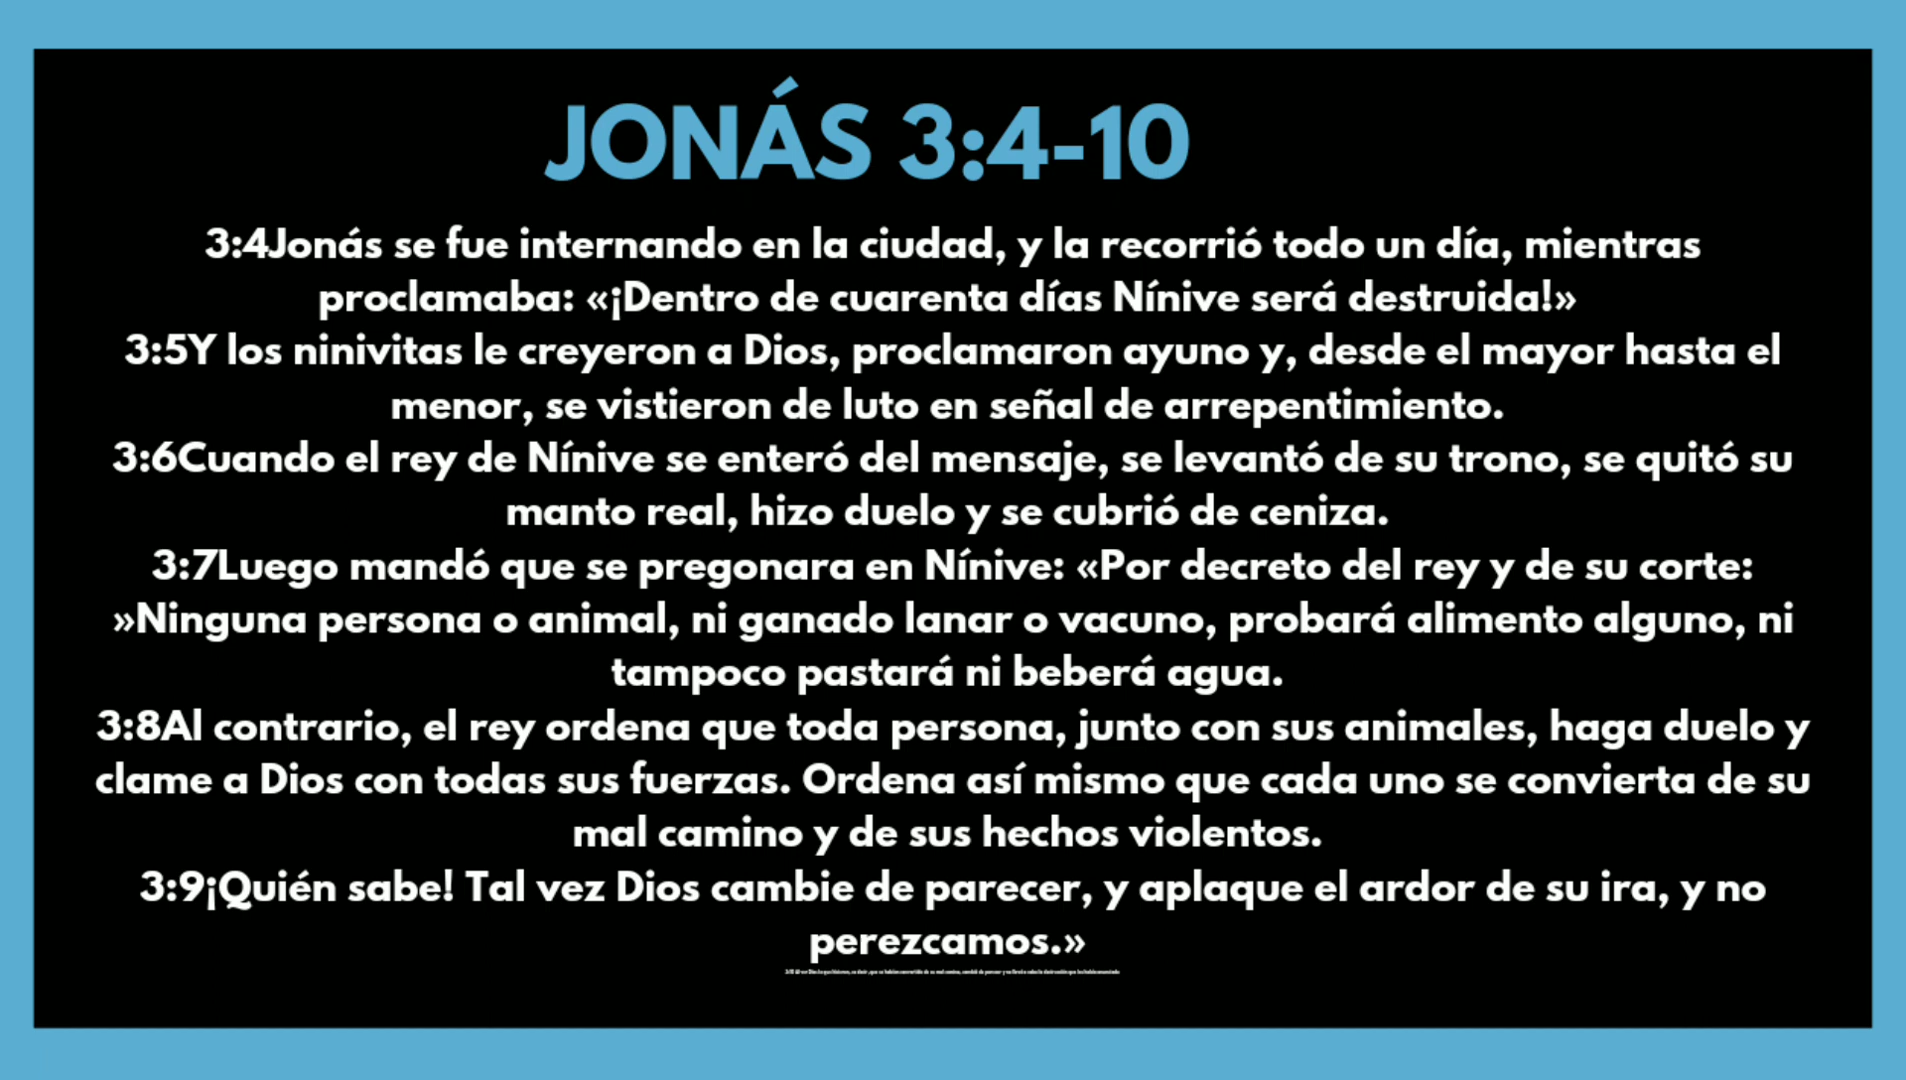 JONÁS 3:4-10
3:4Jonás se fue internando en la ciudad, y la recorrió todo un día, mientras
proclamaba: «¡Dentro de cuarenta días Nínive será destruida!»
3:5Y los ninivitas le creyeron a Dios, proclamaron ayuno y, desde el mayor hasta el
menor, se vistieron de luto en señal de arrepentimiento.
3:6Cuando el rey de Nínive se enteró del mensaje, se levantó de su trono, se quitó su
manto real, hizo duelo y se cubrió de ceniza.
3:7Luego mandó que se pregonara en Nínive: «Por decreto del rey y de su corte:
»Ninguna persona o animal, ni ganado lanar o vacuno, probará alimento alguno, ni
tampoco pastará ni beberá agua.
3:8Al contrario, el rey ordena que toda persona, junto con sus animales, haga duelo y
clame a Dios con todas sus fuerzas. Ordena así mismo que cada uno se convierta de su
mal camino y de sus hechos violentos.
3:9¡Quién sabe! Tal vez Dios cambie de parecer, y aplaque el ardor de su ira, y no
perezcamos.»